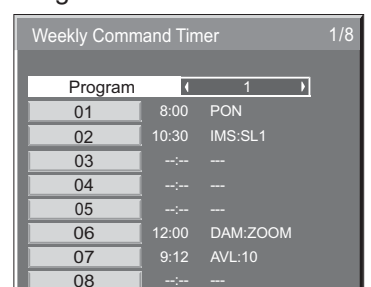 Weekly Command Timer 1/8
Program 1
01 8:00 PON
02 10:30 IMS:SL1
03 --:-- ---
04 --:-- ---
05 --:-- ---
06 12:00 DAM:ZOOM
07 9:12 AVL:10
08 --:-- ---